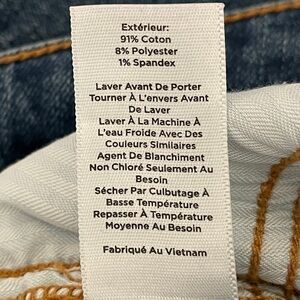 Extérieur:
91% Coton
8% Polyester
1% Spandex
Laver Avant De Porter
Tourner À L'envers Avant
De Laver
Laver À La Machine À
L'eau Froide Avec Des
Couleurs Similaires
Agent De Blanchiment
Non Chloré Seulement Au
Besoin
Sécher Par Culbutage À
Basse Température
Repasser À Température
Moyenne Au Besoin
Fabriqué Au Vietnam